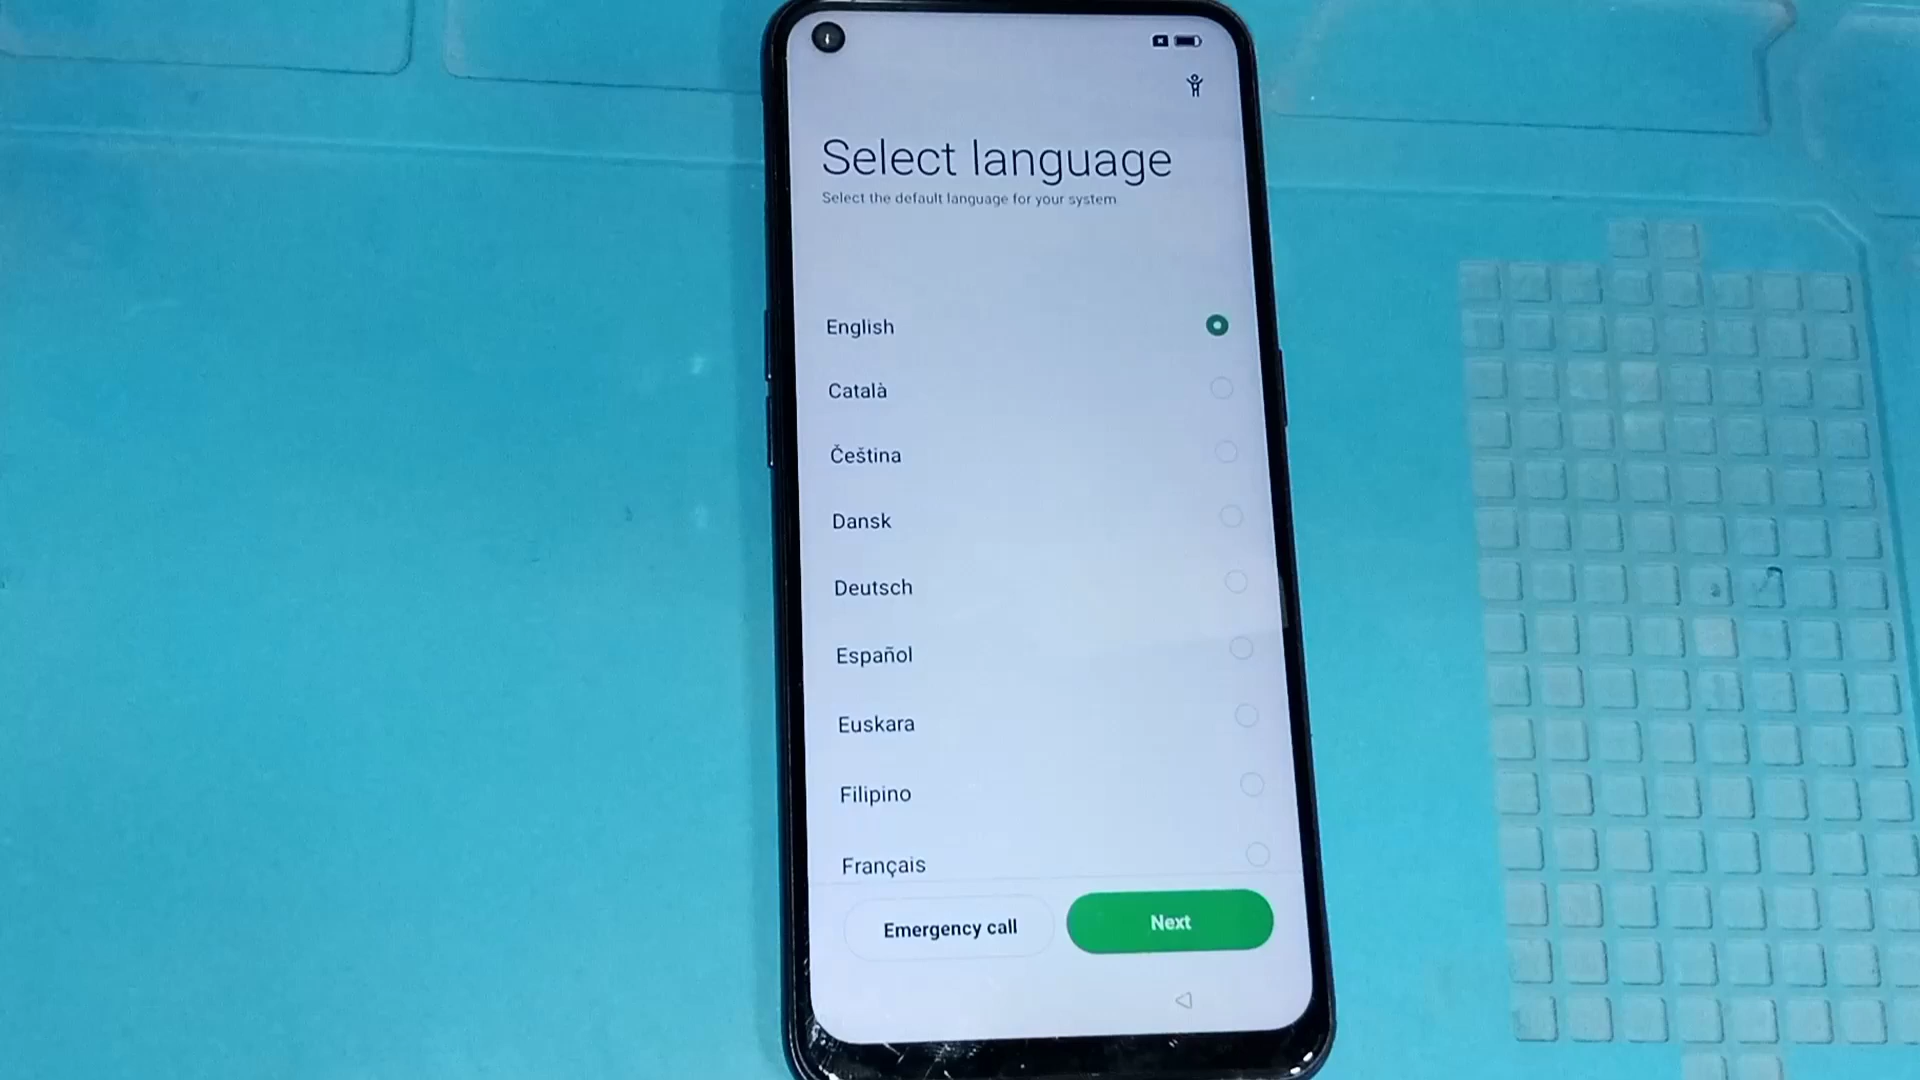 Select language
Select the default language for your system
English
Català
Čeština
Dansk
Deutsch
Español
Euskara
Filipino
Français
Emergency call
Next